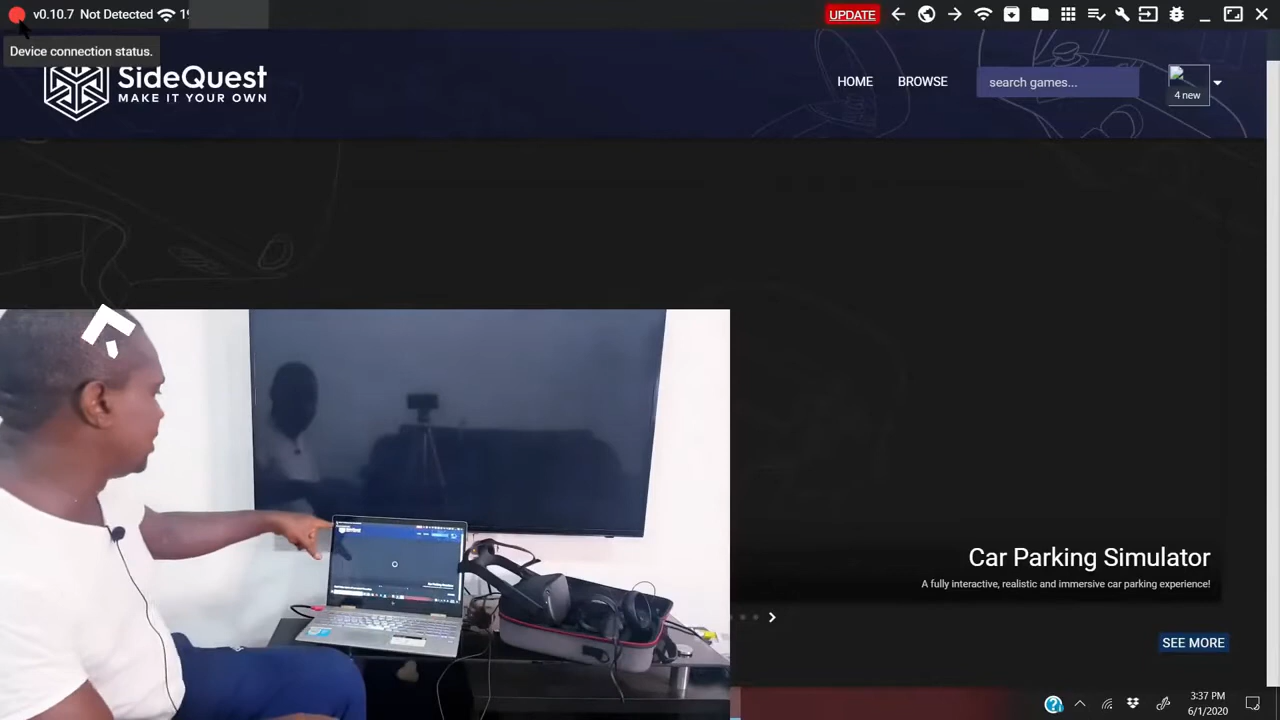 v0.10.7 Not Detected 19
UPDATE
Device connection status.
SideQuest
MAKE IT YOUR OWN
HOME
BROWSE
search games...
4 new
Car Parking Simulator
A fully interactive, realistic and immersive car parking experience!
SEE MORE
3:37 PM
6/1/2020